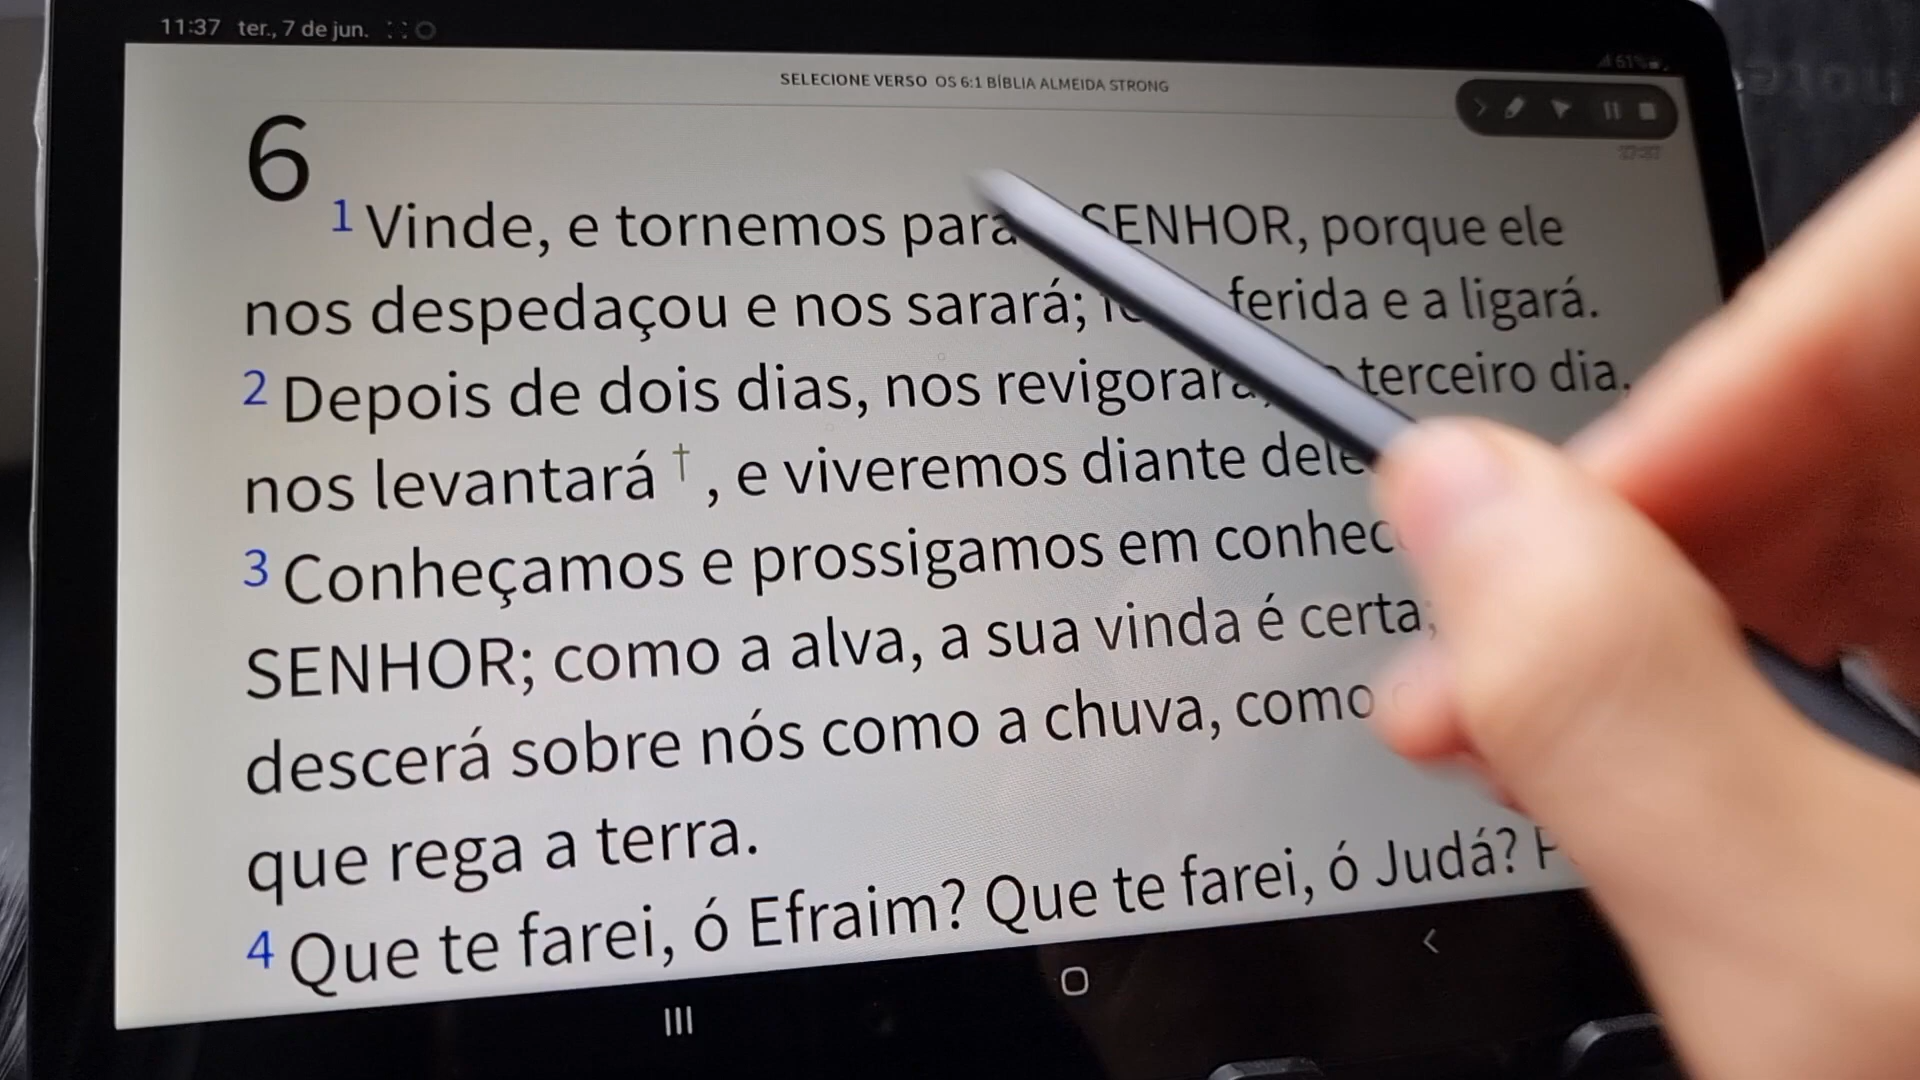 11:37 ter., 7 de jun.
61%
SELECIONE VERSO OS 6:1 BÍBLIA ALMEIDA STRONG
6
1 Vinde, e tornemos para SENHOR, porque ele
nos despedaçou e nos sarará; ferida e a ligará.
2 Depois de dois dias, nos revigorará, terceiro dia,
nos levantará † , e viveremos diante dele
3 Conheçamos e prossigamos em
SENHOR; como a alva, a sua vinda é certa;
descerá sobre nós como a chuva, como
que rega a terra.
4 Que te farei, ó Efraim? Que te farei, ó Judá?